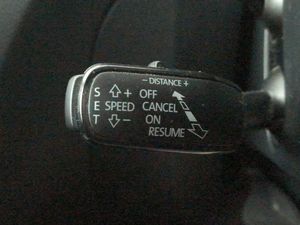 - DISTANCE +
S + OFF
E SPEED CANCEL
ON
T - RESUME